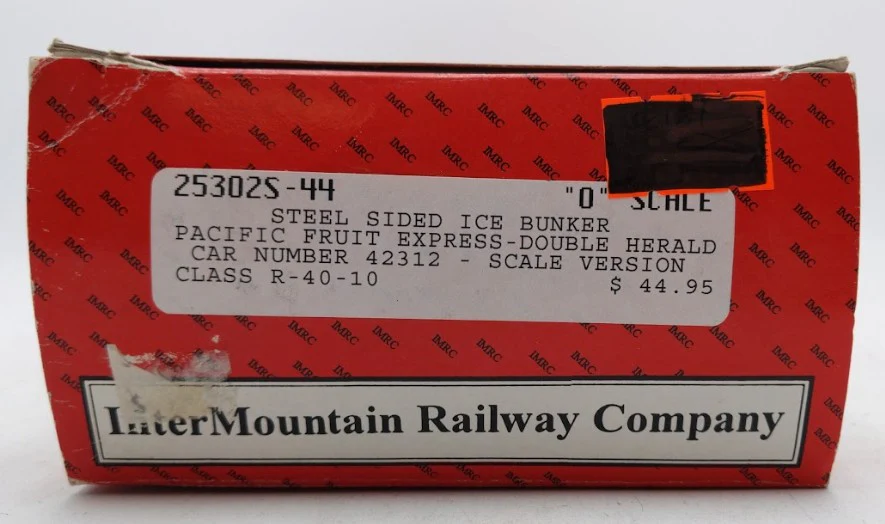 25302S-44 "O" SCALE
STEEL SIDED ICE BUNKER
PACIFIC FRUIT EXPRESS-DOUBLE HERALD
CAR NUMBER 42312 - SCALE VERSION
CLASS R-40-10 $ 44.95
InterMountain Railway Company
IMRC